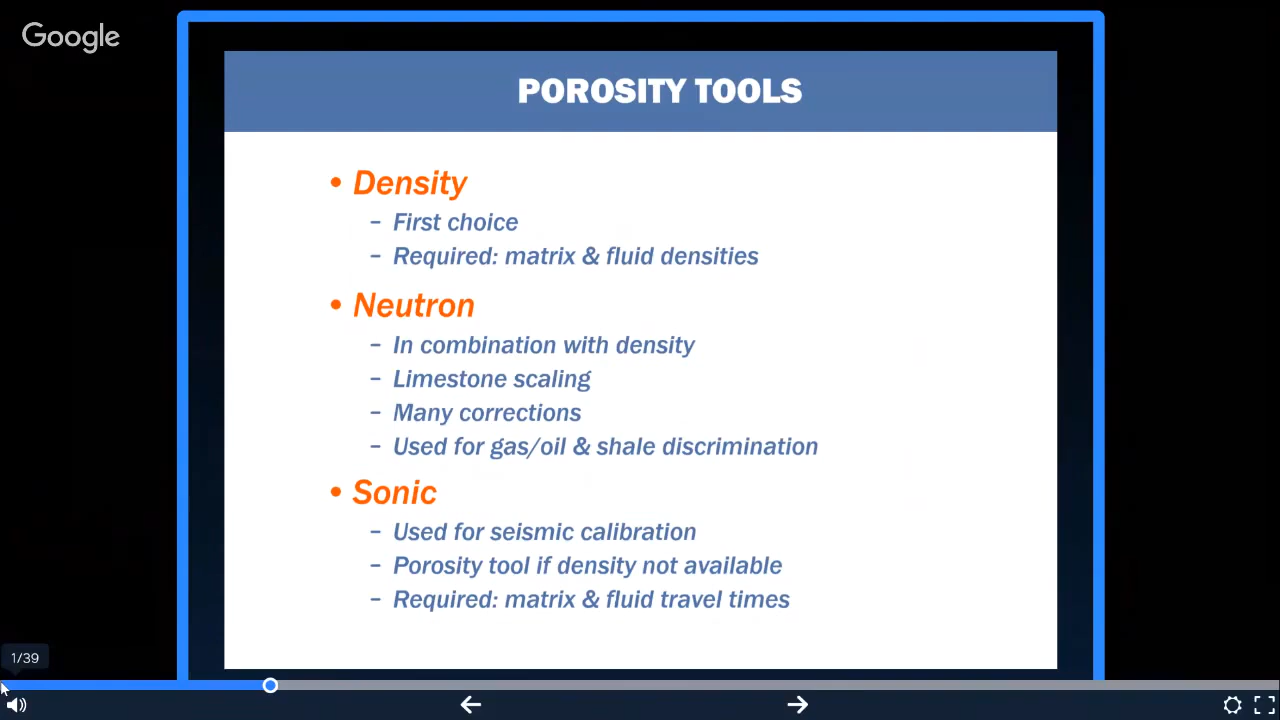 Google
POROSITY TOOLS
• Density
– First choice
– Required: matrix & fluid densities
• Neutron
– In combination with density
– Limestone scaling
– Many corrections
– Used for gas/oil & shale discrimination
• Sonic
– Used for seismic calibration
– Porosity tool if density not available
– Required: matrix & fluid travel times
1/39